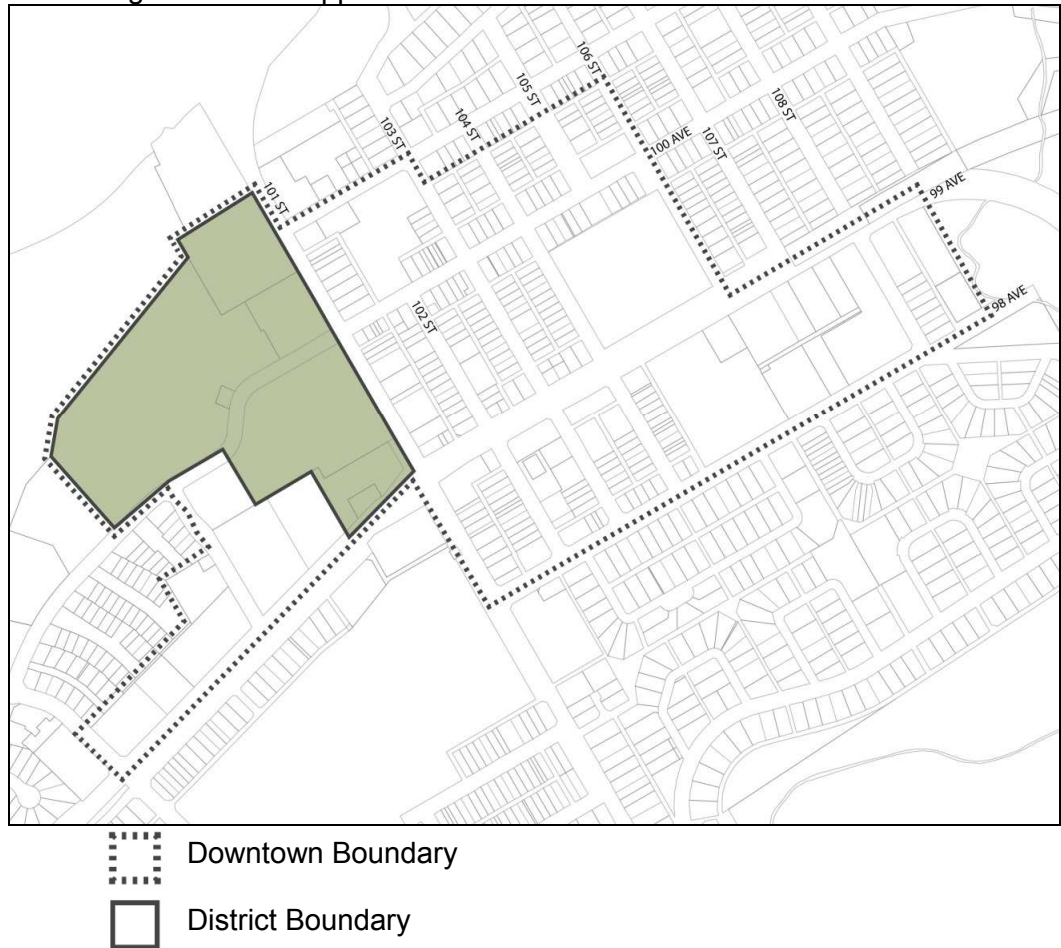 106 ST
105 ST
104 ST
103 ST
108 ST
107 ST
100 AVE
101 ST
99 AVE
98 AVE
102 ST
Downtown Boundary
District Boundary